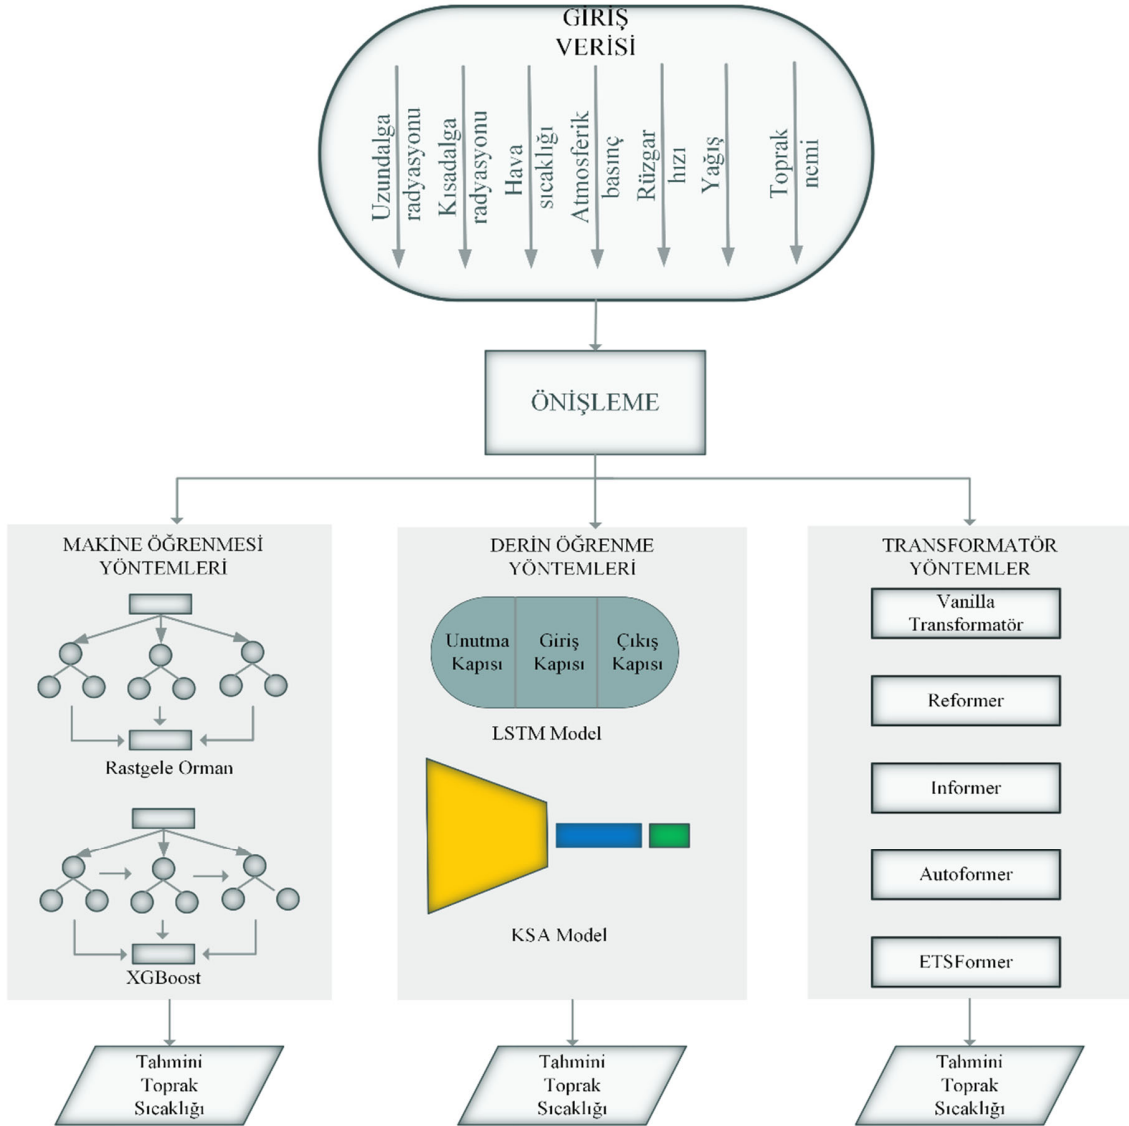 GİRİŞ
VERİSİ
Uzundalga
radyasyonu
Kısadalga
radyasyonu
Hava
sıcaklığı
Atmosferik
basınç
Rüzgar
hızı
Yağış
Toprak
nemi
ÖNİŞLEME
MAKİNE ÖĞRENMESİ
YÖNTEMLERİ
Rastgele Orman
XGBoost
DERİN ÖĞRENME
YÖNTEMLERİ
Unutma
Kapısı
Giriş
Kapısı
Çıkış
Kapısı
LSTM Model
KSA Model
TRANSFORMATÖR
YÖNTEMLER
Vanilla
Transformatör
Reformer
Informer
Autoformer
ETSFormer
Tahmini
Toprak
Sıcaklığı
Tahmini
Toprak
Sıcaklığı
Tahmini
Toprak
Sıcaklığı